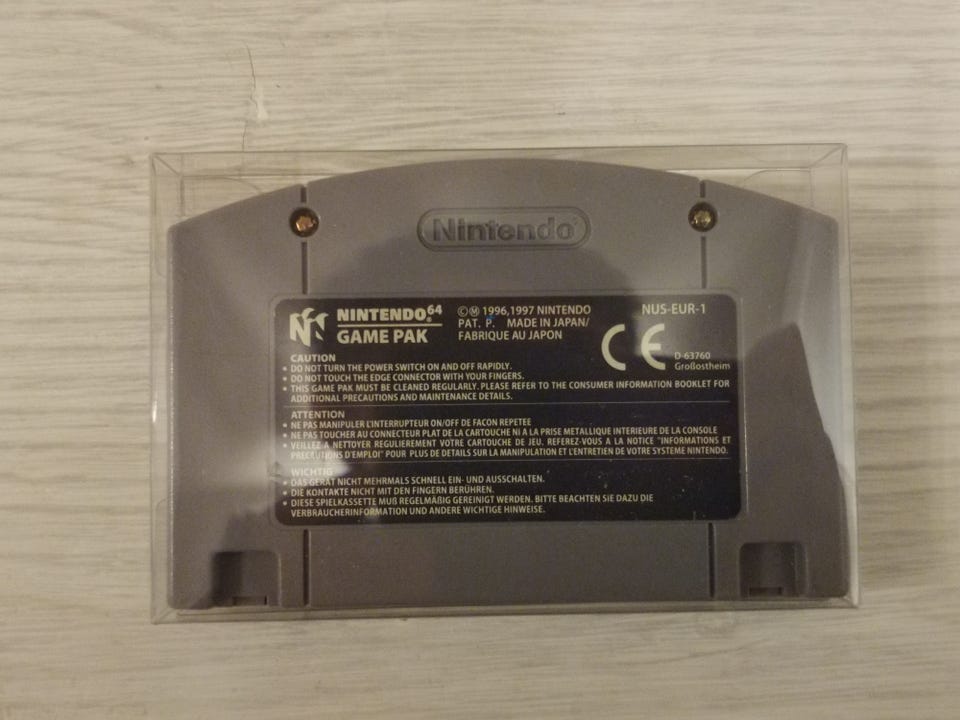 Nintendo®
NINTENDO®64
GAME PAK
©Ⓜ 1996,1997 NINTENDO
PAT. P. MADE IN JAPAN/
FABRIQUE AU JAPON
NUS-EUR-1
CE
D-63760
Großostheim
CAUTION
• DO NOT TURN THE POWER SWITCH ON AND OFF RAPIDLY.
• DO NOT TOUCH THE EDGE CONNECTOR WITH YOUR FINGERS.
• THIS GAME PAK MUST BE CLEANED REGULARLY. PLEASE REFER TO THE CONSUMER INFORMATION BOOKLET FOR
ADDITIONAL PRECAUTIONS AND MAINTENANCE DETAILS.
ATTENTION
• NE PAS MANIPULER L'INTERRUPTEUR ON/OFF DE FACON REPETEE
• NE PAS TOUCHER AU CONNECTEUR PLAT DE LA CARTOUCHE NI A LA PRISE METALLIQUE INTERIEURE DE LA CONSOLE
• VEILLEZ A NETTOYER REGULIEREMENT VOTRE CARTOUCHE DE JEU. REFEREZ-VOUS A LA NOTICE "INFORMATIONS ET
PRECAUTIONS D'EMPLOI" POUR PLUS DE DETAILS SUR LA MANIPULATION ET L'ENTRETIEN DE VOTRE SYSTEME NINTENDO.
WICHTIG
• DAS GERÄT NICHT MEHRMALS SCHNELL EIN- UND AUSSCHALTEN.
• DIE KONTAKTE NICHT MIT DEN FINGERN BERÜHREN.
• DIESE SPIELKASSETTE MUß REGELMÄßIG GEREINIGT WERDEN. BITTE BEACHTEN SIE DAZU DIE
VERBRAUCHERINFORMATION UND ANDERE WICHTIGE HINWEISE.